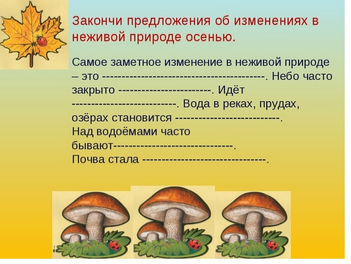 Закончи предложения об изменениях в
неживой природе осенью.
Самое заметное изменение в неживой природе
– это -----------------------------------------. Небо часто
закрыто -----------------------. Идёт
--------------------------. Вода в реках, прудах,
озёрах становится --------------------------.
Над водоёмами часто
бывают------------------------------.
Почва стала -------------------------------.